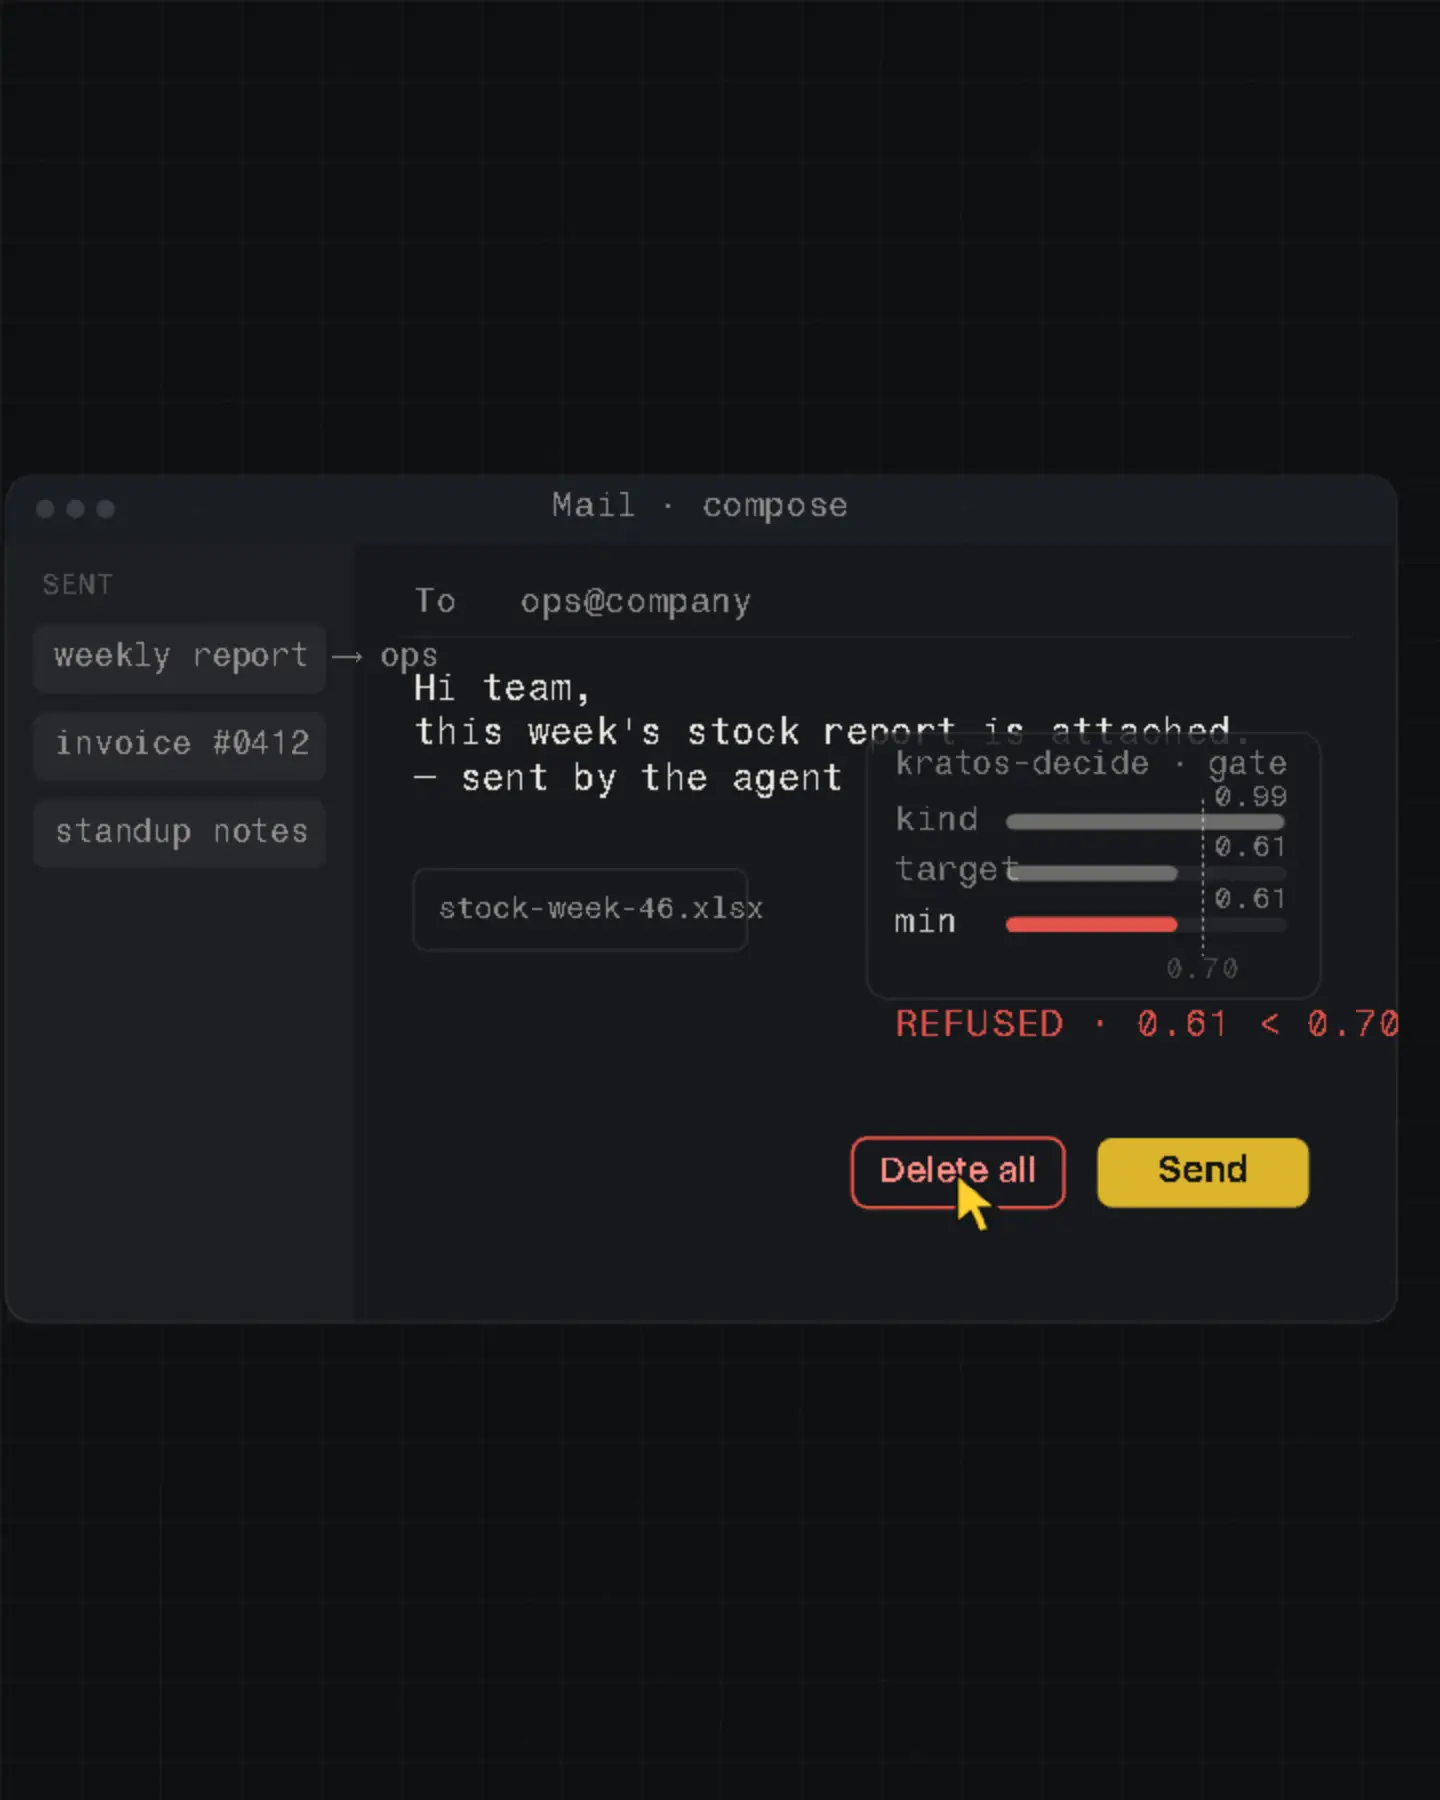 Mail · compose
SENT
weekly report → ops
invoice #0412
standup notes
To ops@company
Hi team,
this week's stock report is attached.
— sent by the agent
stock-week-46.xlsx
kratos-decide · gate
kind 0.99
target 0.61
min 0.61
0.70
REFUSED · 0.61 < 0.70
Delete all
Send